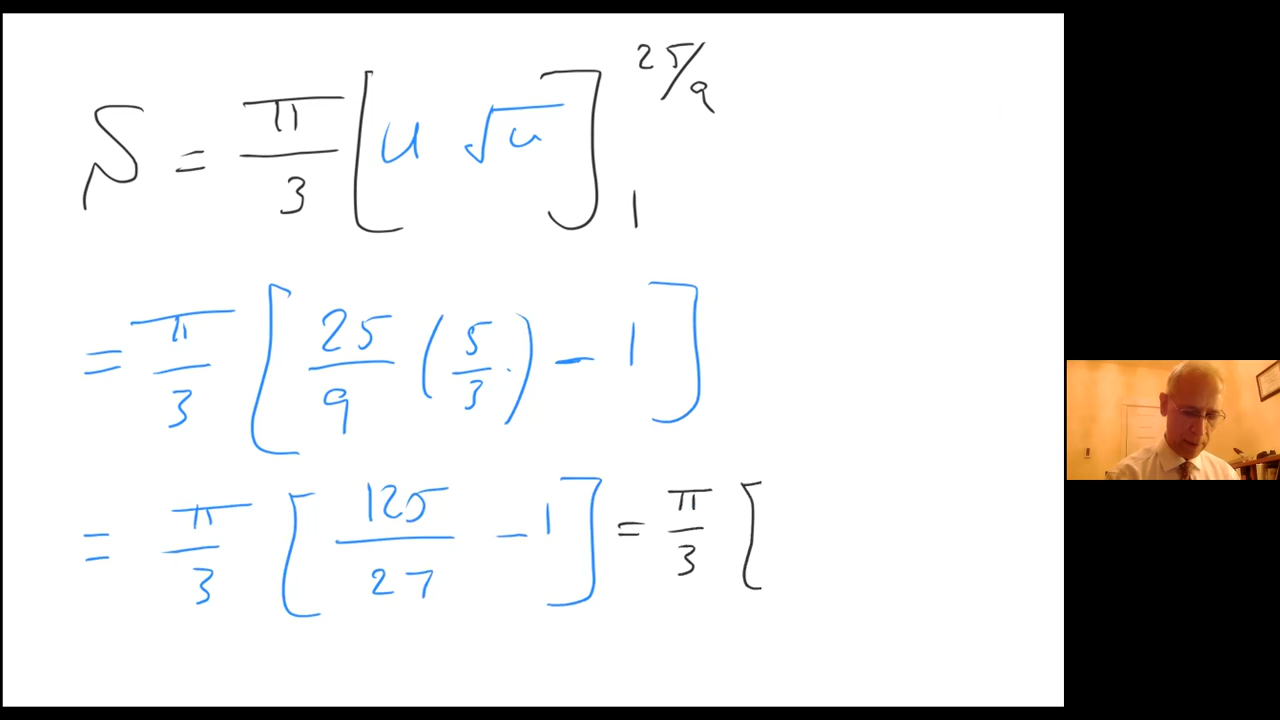 S = π/3 [u √u]₁^25/9
= π/3 [25/9 (5/3) - 1]
= π/3 [125/27 - 1] = π/3 [